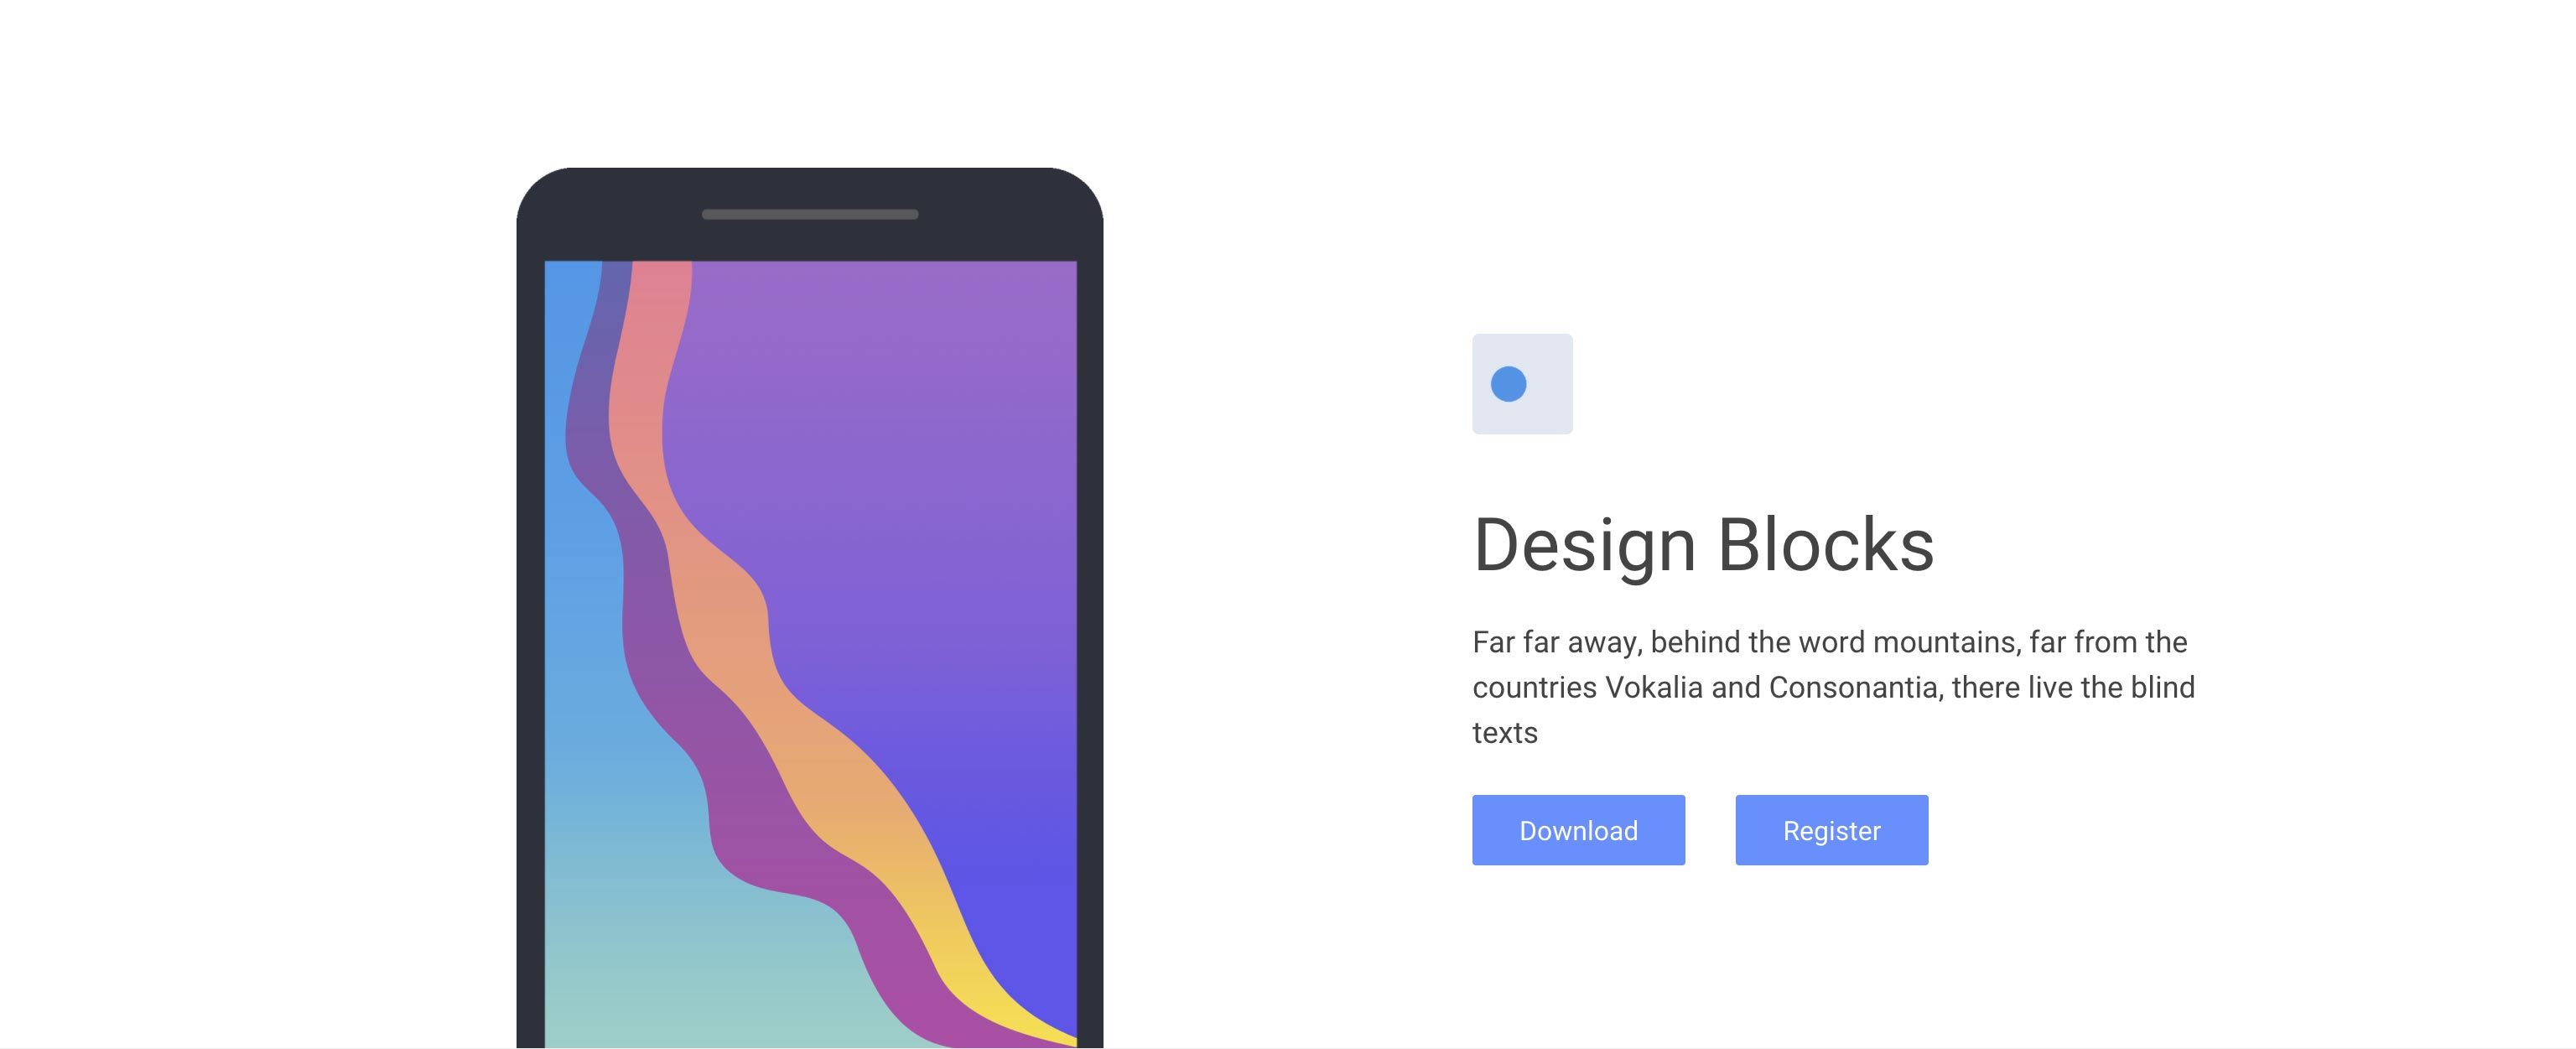 Design Blocks
Far far away, behind the word mountains, far from the
countries Vokalia and Consonantia, there live the blind
texts
Download
Register